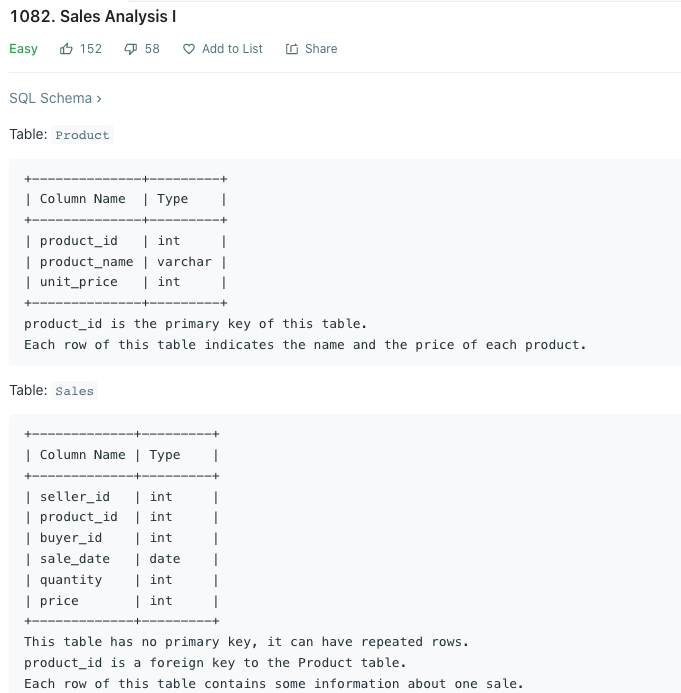 1082. Sales Analysis I
Easy 152 58 Add to List Share
SQL Schema ›
Table: Product
+--------------+---------+
| Column Name  | Type    |
+--------------+---------+
| product_id   | int     |
| product_name | varchar |
| unit_price   | int     |
+--------------+---------+
product_id is the primary key of this table.
Each row of this table indicates the name and the price of each product.
Table: Sales
+-------------+---------+
| Column Name | Type    |
+-------------+---------+
| seller_id   | int     |
| product_id  | int     |
| buyer_id    | int     |
| sale_date   | date    |
| quantity    | int     |
| price       | int     |
+-------------+---------+
This table has no primary key, it can have repeated rows.
product_id is a foreign key to the Product table.
Each row of this table contains some information about one sale.